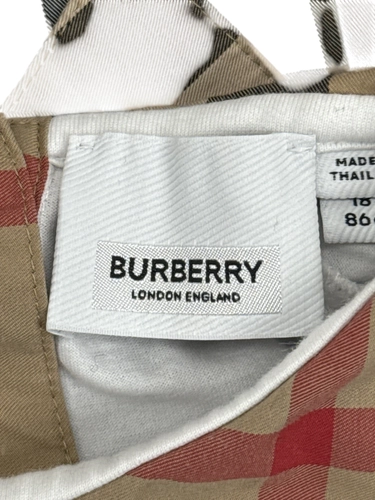 BURBERRY
LONDON ENGLAND
MADE
THAIL
18
86